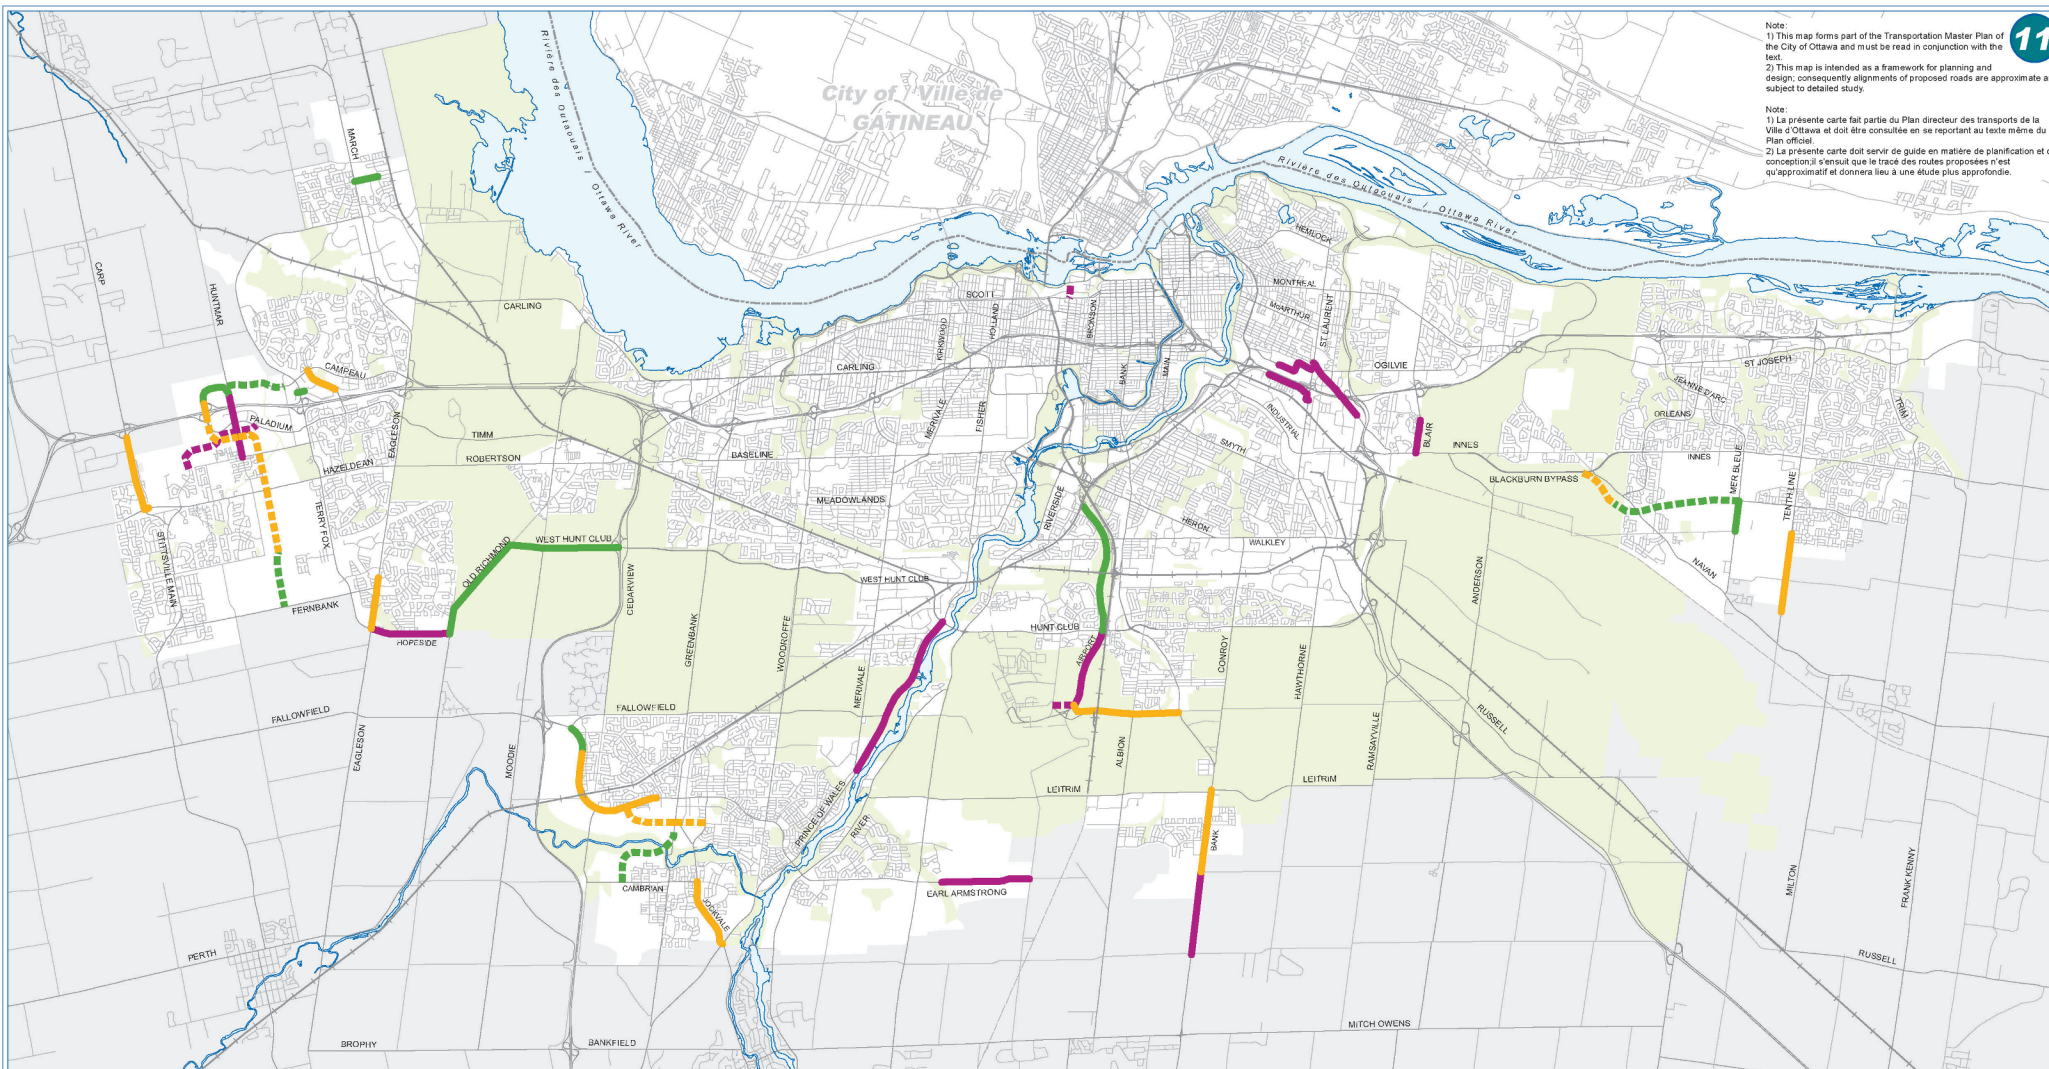 Note:
1) This map forms part of the Transportation Master Plan of
the City of Ottawa and must be read in conjunction with the
text.
2) This map is intended as a framework for planning and
design; consequently alignments of proposed roads are approximate a
subject to detailed study.
Note:
1) La présente carte fait partie du Plan directeur des transports de la
Ville d'Ottawa et doit être consultée en se reportant au texte même du
Plan officiel.
2) La présente carte doit servir de guide en matière de planification et d
conception;il s'ensuit que le tracé des routes proposées n'est
qu'approximatif et donnera lieu à une étude plus approfondie.
11
City of / Ville de
GATINEAU
Rivière des Outaouais / Ottawa River
Rivière des Outaouais / Ottawa River
MARCH
CARP
HUNTMAR
CARLING
SCOTT
HOLLAND
KIRKWOOD
BRONSON
HEMLOCK
MONTREAL
McARTHUR
ST LAURENT
OGILVIE
ST JOSEPH
JEANNE D'ARC
ORLEANS
TRIM
CAMPEAU
CARLING
BANK
MAIN
PALADIUM
EAGLESON
TIMM
ROBERTSON
HAZELDEAN
BASELINE
MERIVALE
FISHER
INDUSTRIAL
SMYTH
BLAIR
INNES
INNES
MER BLEUE
BLACKBURN BYPASS
TENTH LINE
TERRY FOX
MEADOWLANDS
RIVERSIDE
HERON
WALKLEY
STITTSVILLE MAIN
OLD RICHMOND
WEST HUNT CLUB
CEDARVIEW
WEST HUNT CLUB
ANDERSON
NAVAN
FERNBANK
HOPESIDE
HUNT CLUB
AIRPORT
GREENBANK
WOODROFFE
MERIVALE
CONROY
HAWTHORNE
FALLOWFIELD
FALLOWFIELD
EAGLESON
MOODIE
ALBION
RAMSAYVILLE
RUSSELL
LEITRIM
LEITRIM
PRINCE OF WALES
RIVER
BANK
CAMBRIAN
JOCKVALE
EARL ARMSTRONG
MILTON
FRANK KENNY
PERTH
RUSSELL
BROPHY
BANKFIELD
MITCH OWENS